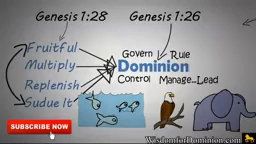 Genesis 1:28 Genesis 1:26
Fruitful
Multiply
Replenish
Sudue It
Govern Rule
Dominion
Control Manage...Lead
SUBSCRIBE NOW
WisdomforDominion.com